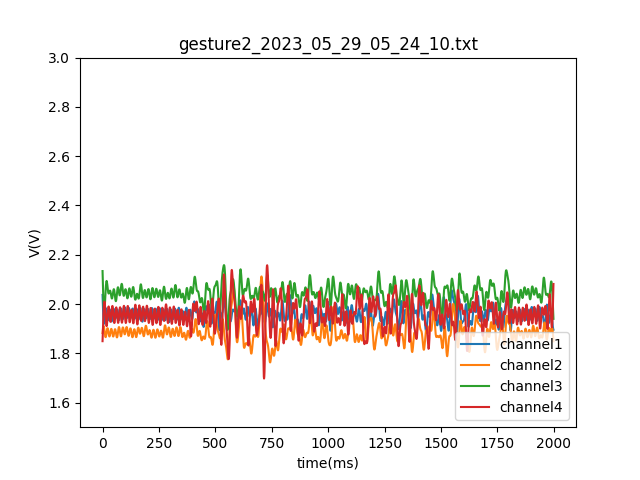 gesture2_2023_05_29_05_24_10.txt
3.0
2.8
2.6
2.4
2.2
2.0
1.8
1.6
V(V)
channel1
channel2
channel3
channel4
0 250 500 750 1000 1250 1500 1750 2000
time(ms)